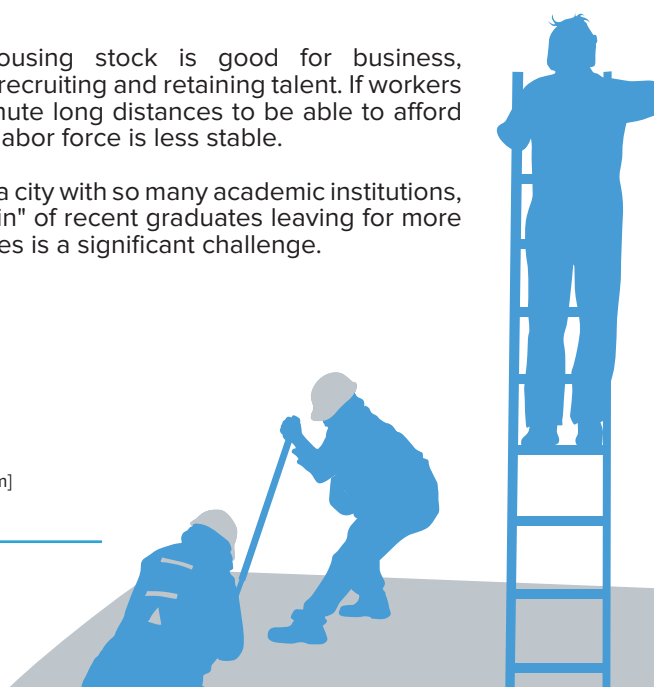 ousing stock is good for business,
recruiting and retaining talent. If workers
mute long distances to be able to afford
labor force is less stable.
a city with so many academic institutions,
in" of recent graduates leaving for more
es is a significant challenge.
m]